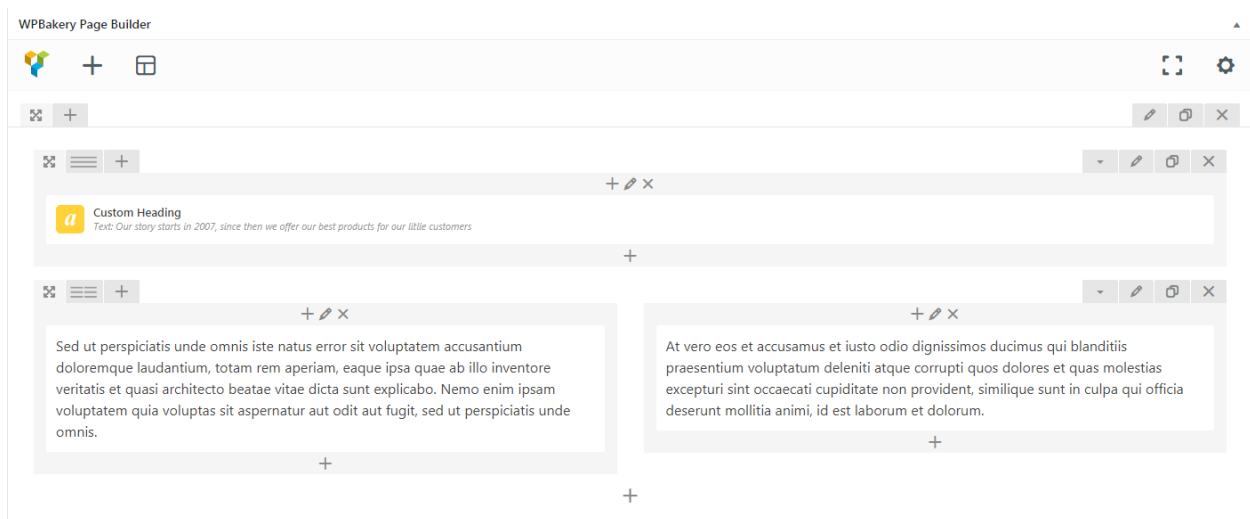 WPBakery Page Builder
Custom Heading
Text: Our story starts in 2007, since then we offer our best products for our little customers
Sed ut perspiciatis unde omnis iste natus error sit voluptatem accusantium
doloremque laudantium, totam rem aperiam, eaque ipsa quae ab illo inventore
veritatis et quasi architecto beatae vitae dicta sunt explicabo. Nemo enim ipsam
voluptatem quia voluptas sit aspernatur aut odit aut fugit, sed ut perspiciatis unde
omnis.
At vero eos et accusamus et iusto odio dignissimos ducimus qui blanditiis
praesentium voluptatum deleniti atque corrupti quos dolores et quas molestias
excepturi sint occaecati cupiditate non provident, similique sunt in culpa qui officia
deserunt mollitia animi, id est laborum et dolorum.